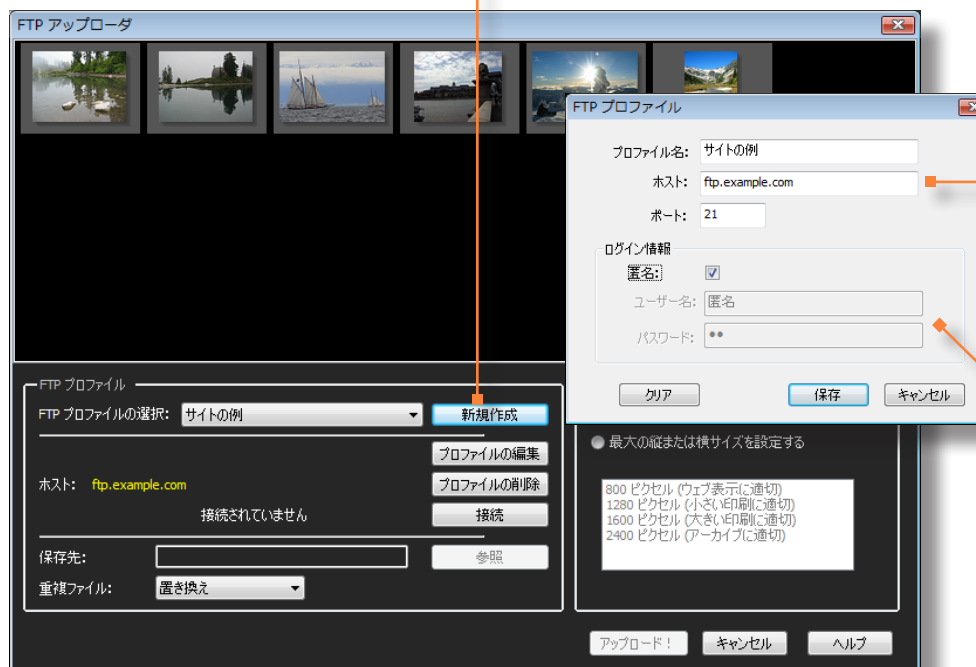 FTP アップローダ
FTP プロファイル
プロファイル名: サイトの例
ホスト: ftp.example.com
ポート: 21
ログイン情報
匿名:
ユーザー名: 匿名
パスワード: ••
クリア 保存 キャンセル
FTP プロファイル
FTP プロファイルの選択: サイトの例 新規作成
プロファイルの編集
ホスト: ftp.example.com プロファイルの削除
接続されていません 接続
保存先: 参照
重複ファイル: 置き換え
最大の縦または横サイズを設定する
800 ピクセル (ウェブ表示に適切)
1280 ピクセル (小さい印刷に適切)
1600 ピクセル (大きい印刷に適切)
2400 ピクセル (アーカイブに適切)
アップロード! キャンセル ヘルプ